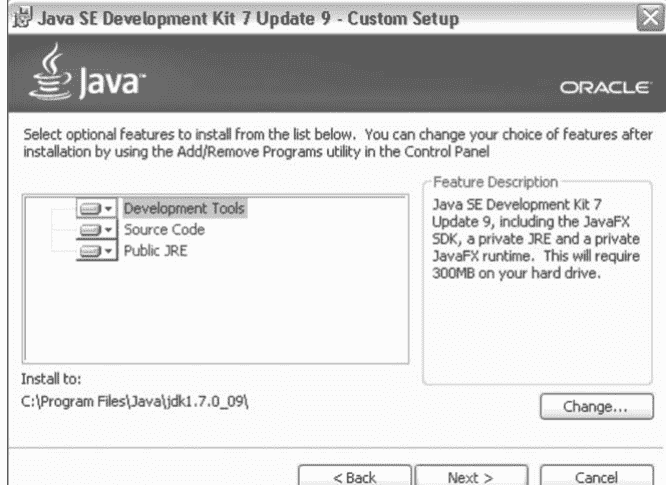 Java SE Development Kit 7 Update 9 - Custom Setup
Java™
ORACLE
Select optional features to install from the list below. You can change your choice of features after
installation by using the Add/Remove Programs utility in the Control Panel
Development Tools
Source Code
Public JRE
Feature Description
Java SE Development Kit 7
Update 9, including the JavaFX
SDK, a private JRE and a private
JavaFX runtime. This will require
300MB on your hard drive.
Install to:
C:\Program Files\Java\jdk1.7.0_09\
Change...
< Back
Next >
Cancel